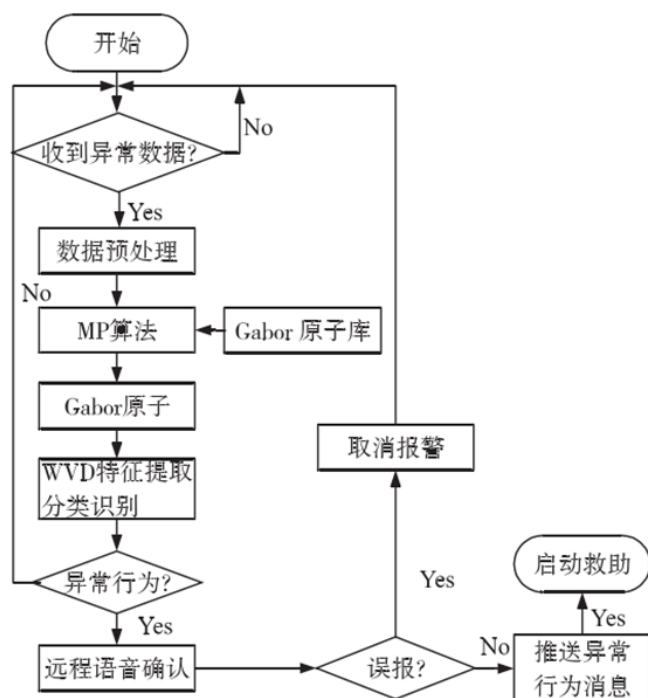 开始
No
收到异常数据?
Yes
数据预处理
No
MP算法
Gabor 原子库
Gabor原子
取消报警
WVD特征提取
分类识别
启动救助
异常行为?
Yes
Yes
Yes
远程语音确认
误报?
No
推送异常
行为消息